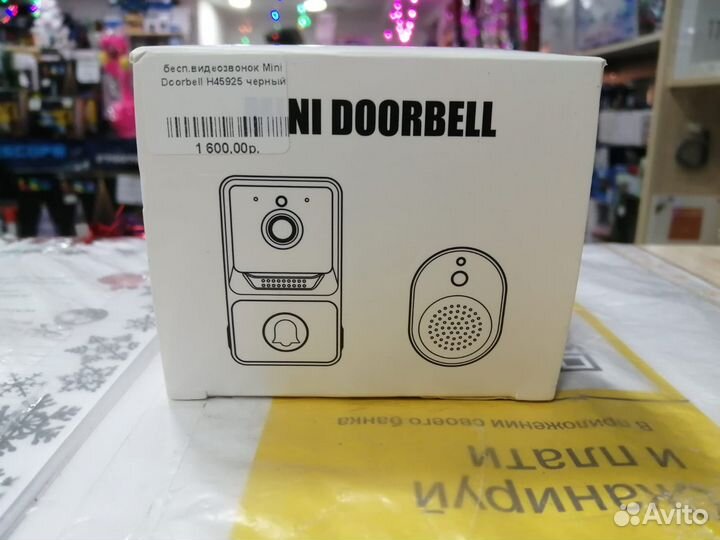 бесп.видеозвонок Mini
Doorbell H45925 черный
1 600,00р.
NI DOORBELL
В приложении своего банка
и плати
Avito